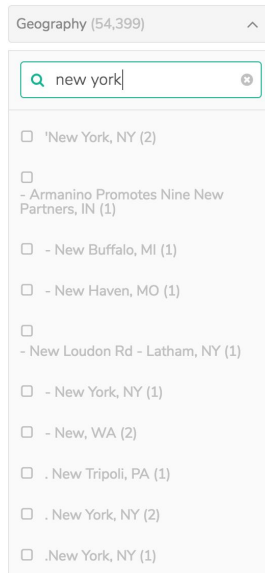 Geography (54,399)
new york
'New York, NY (2)
- Armanino Promotes Nine New
Partners, IN (1)
- New Buffalo, MI (1)
- New Haven, MO (1)
- New Loudon Rd - Latham, NY (1)
- New York, NY (1)
- New, WA (2)
. New Tripoli, PA (1)
. New York, NY (2)
.New York, NY (1)